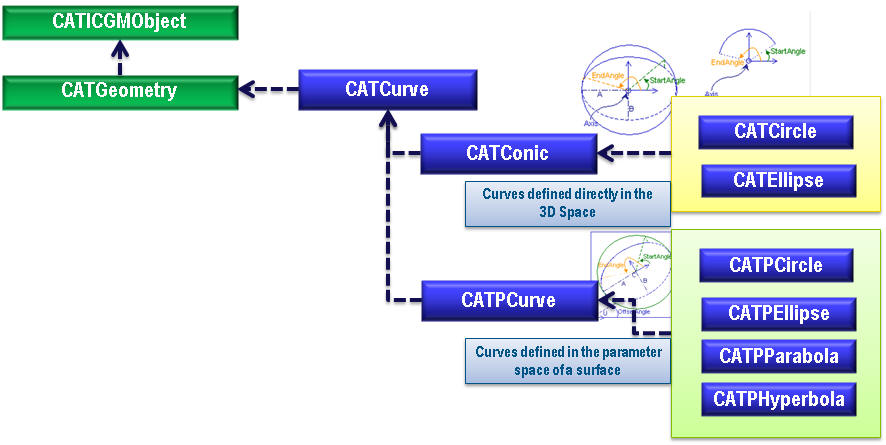 CATICGMObject
CATGeometry
CATCurve
EndAngle
StartAngle
A
B
Axis
StartAngle
EndAngle
Axis
CATCircle
CATConic
CATEllipse
Curves defined directly in the
3D Space
CATPCircle
StartAngle
EndAngle
C
A
B
CATPCurve
U
OffsetAngle
CATPEllipse
Curves defined in the parameter
space of a surface
CATPParabola
CATPHyperbola